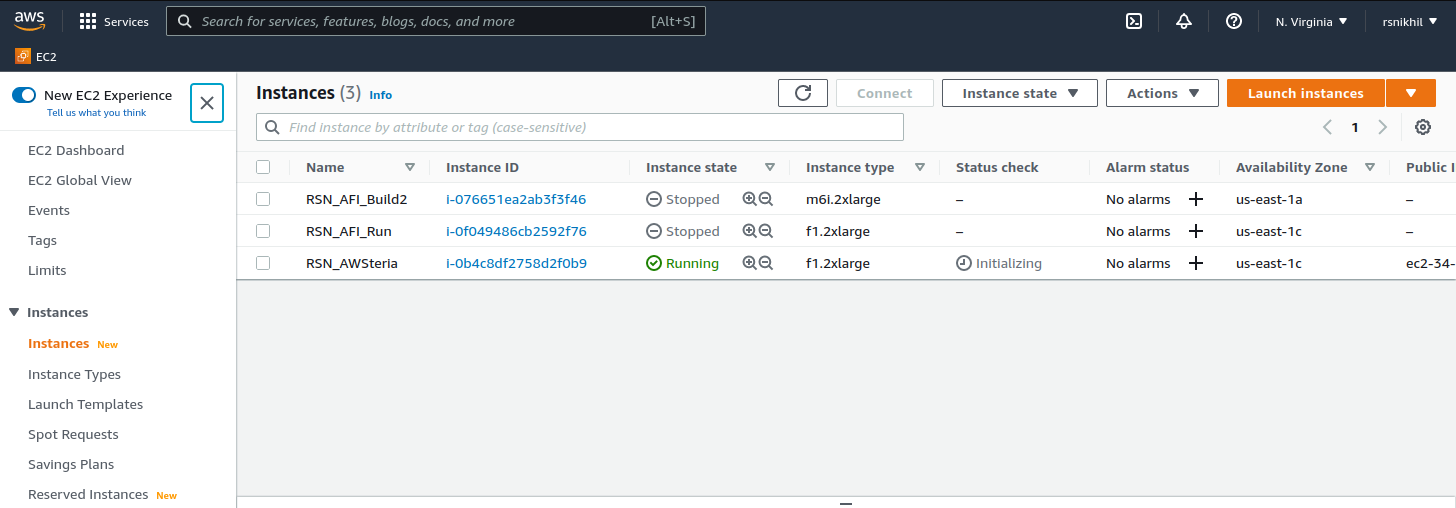 aws Services Search for services, features, blogs, docs, and more [Alt+S] N. Virginia rsnikhil
EC2
New EC2 Experience
Tell us what you think
EC2 Dashboard
EC2 Global View
Events
Tags
Limits
Instances
Instances New
Instance Types
Launch Templates
Spot Requests
Savings Plans
Reserved Instances New
Instances (3) Info Connect Instance state Actions Launch instances
Find instance by attribute or tag (case-sensitive) 1
Name Instance ID Instance state Instance type Status check Alarm status Availability Zone Public I
RSN_AFI_Build2 i-076651ea2ab3f3f46 Stopped m6i.2xlarge – No alarms + us-east-1a –
RSN_AFI_Run i-0f049486cb2592f76 Stopped f1.2xlarge – No alarms + us-east-1c –
RSN_AWSteria i-0b4c8df2758d2f0b9 Running f1.2xlarge Initializing No alarms + us-east-1c ec2-34-